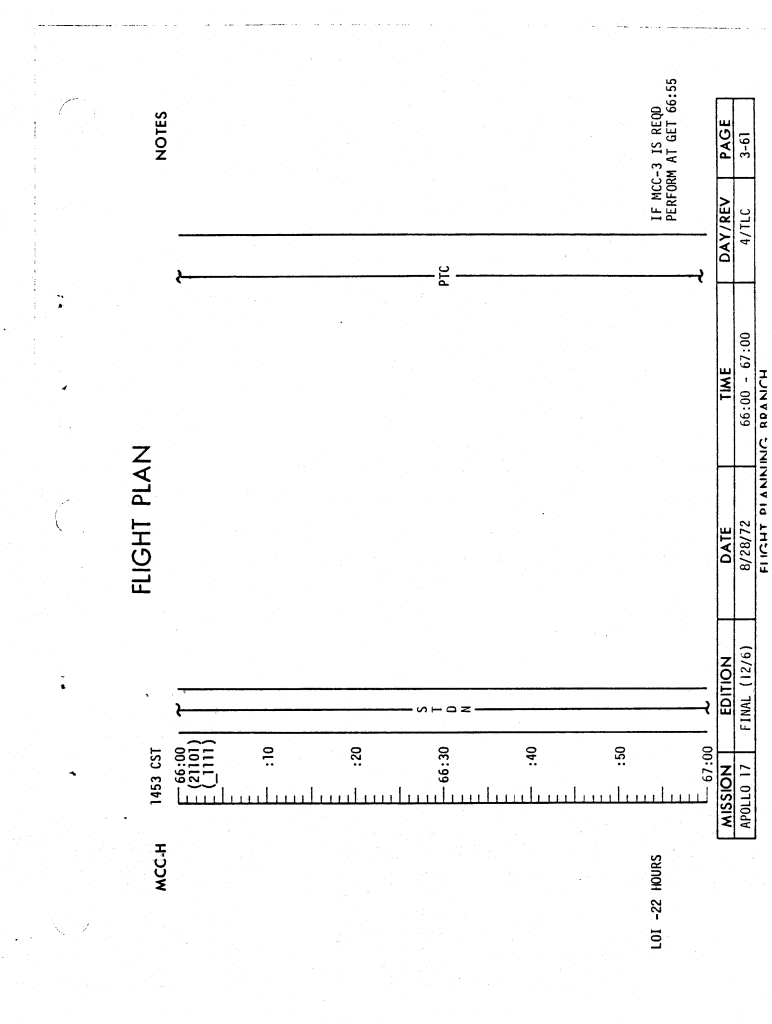 FLIGHT PLAN
MCC-H
NOTES
1453 CST
66:00
(21101)
(_1111)
:10
:20
66:30
:40
:50
67:00
S
T
D
N
PTC
LOI -22 HOURS
IF MCC-3 IS REQD
PERFORM AT GET 66:55
MISSION EDITION DATE TIME DAY/REV PAGE
APOLLO 17 FINAL (12/6) 8/28/72 66:00 - 67:00 4/TLC 3-61
FLIGHT PLANNING BRANCH